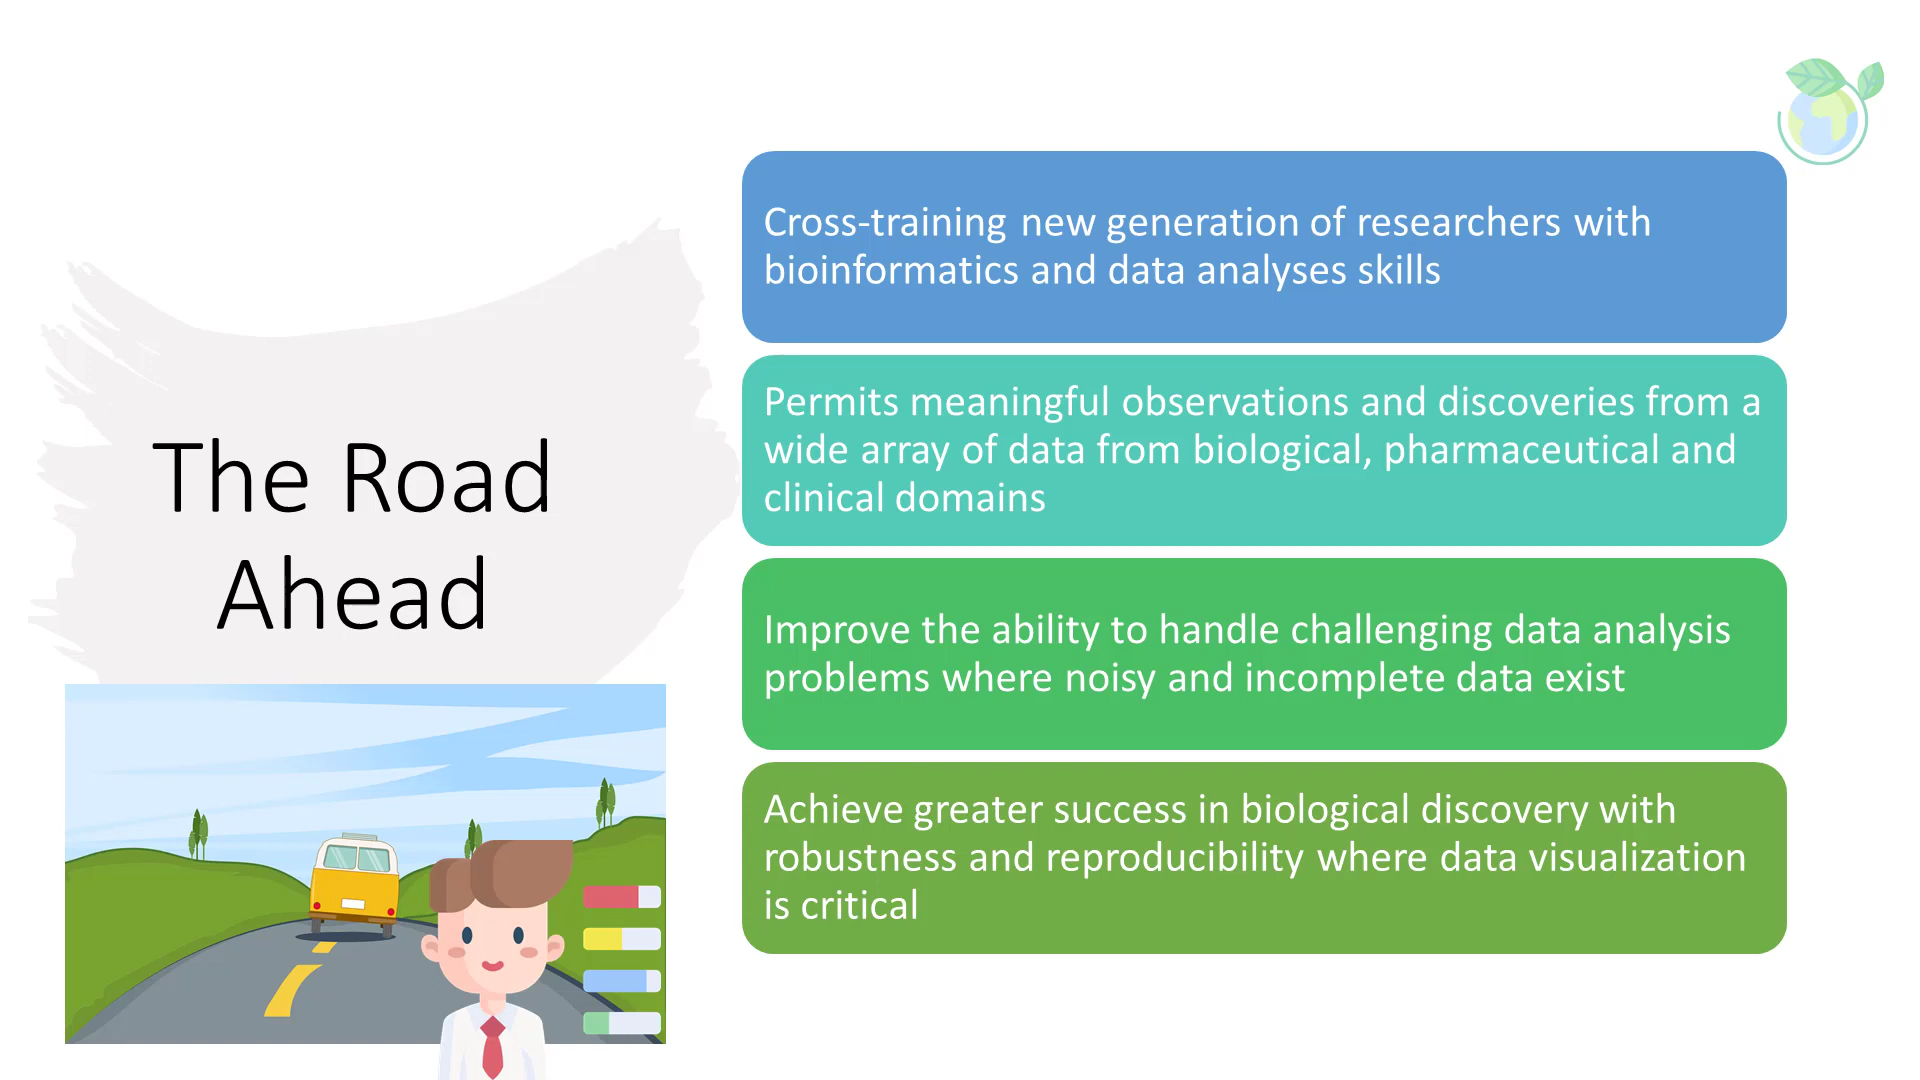 The Road
Ahead
Cross-training new generation of researchers with
bioinformatics and data analyses skills
Permits meaningful observations and discoveries from a
wide array of data from biological, pharmaceutical and
clinical domains
Improve the ability to handle challenging data analysis
problems where noisy and incomplete data exist
Achieve greater success in biological discovery with
robustness and reproducibility where data visualization
is critical